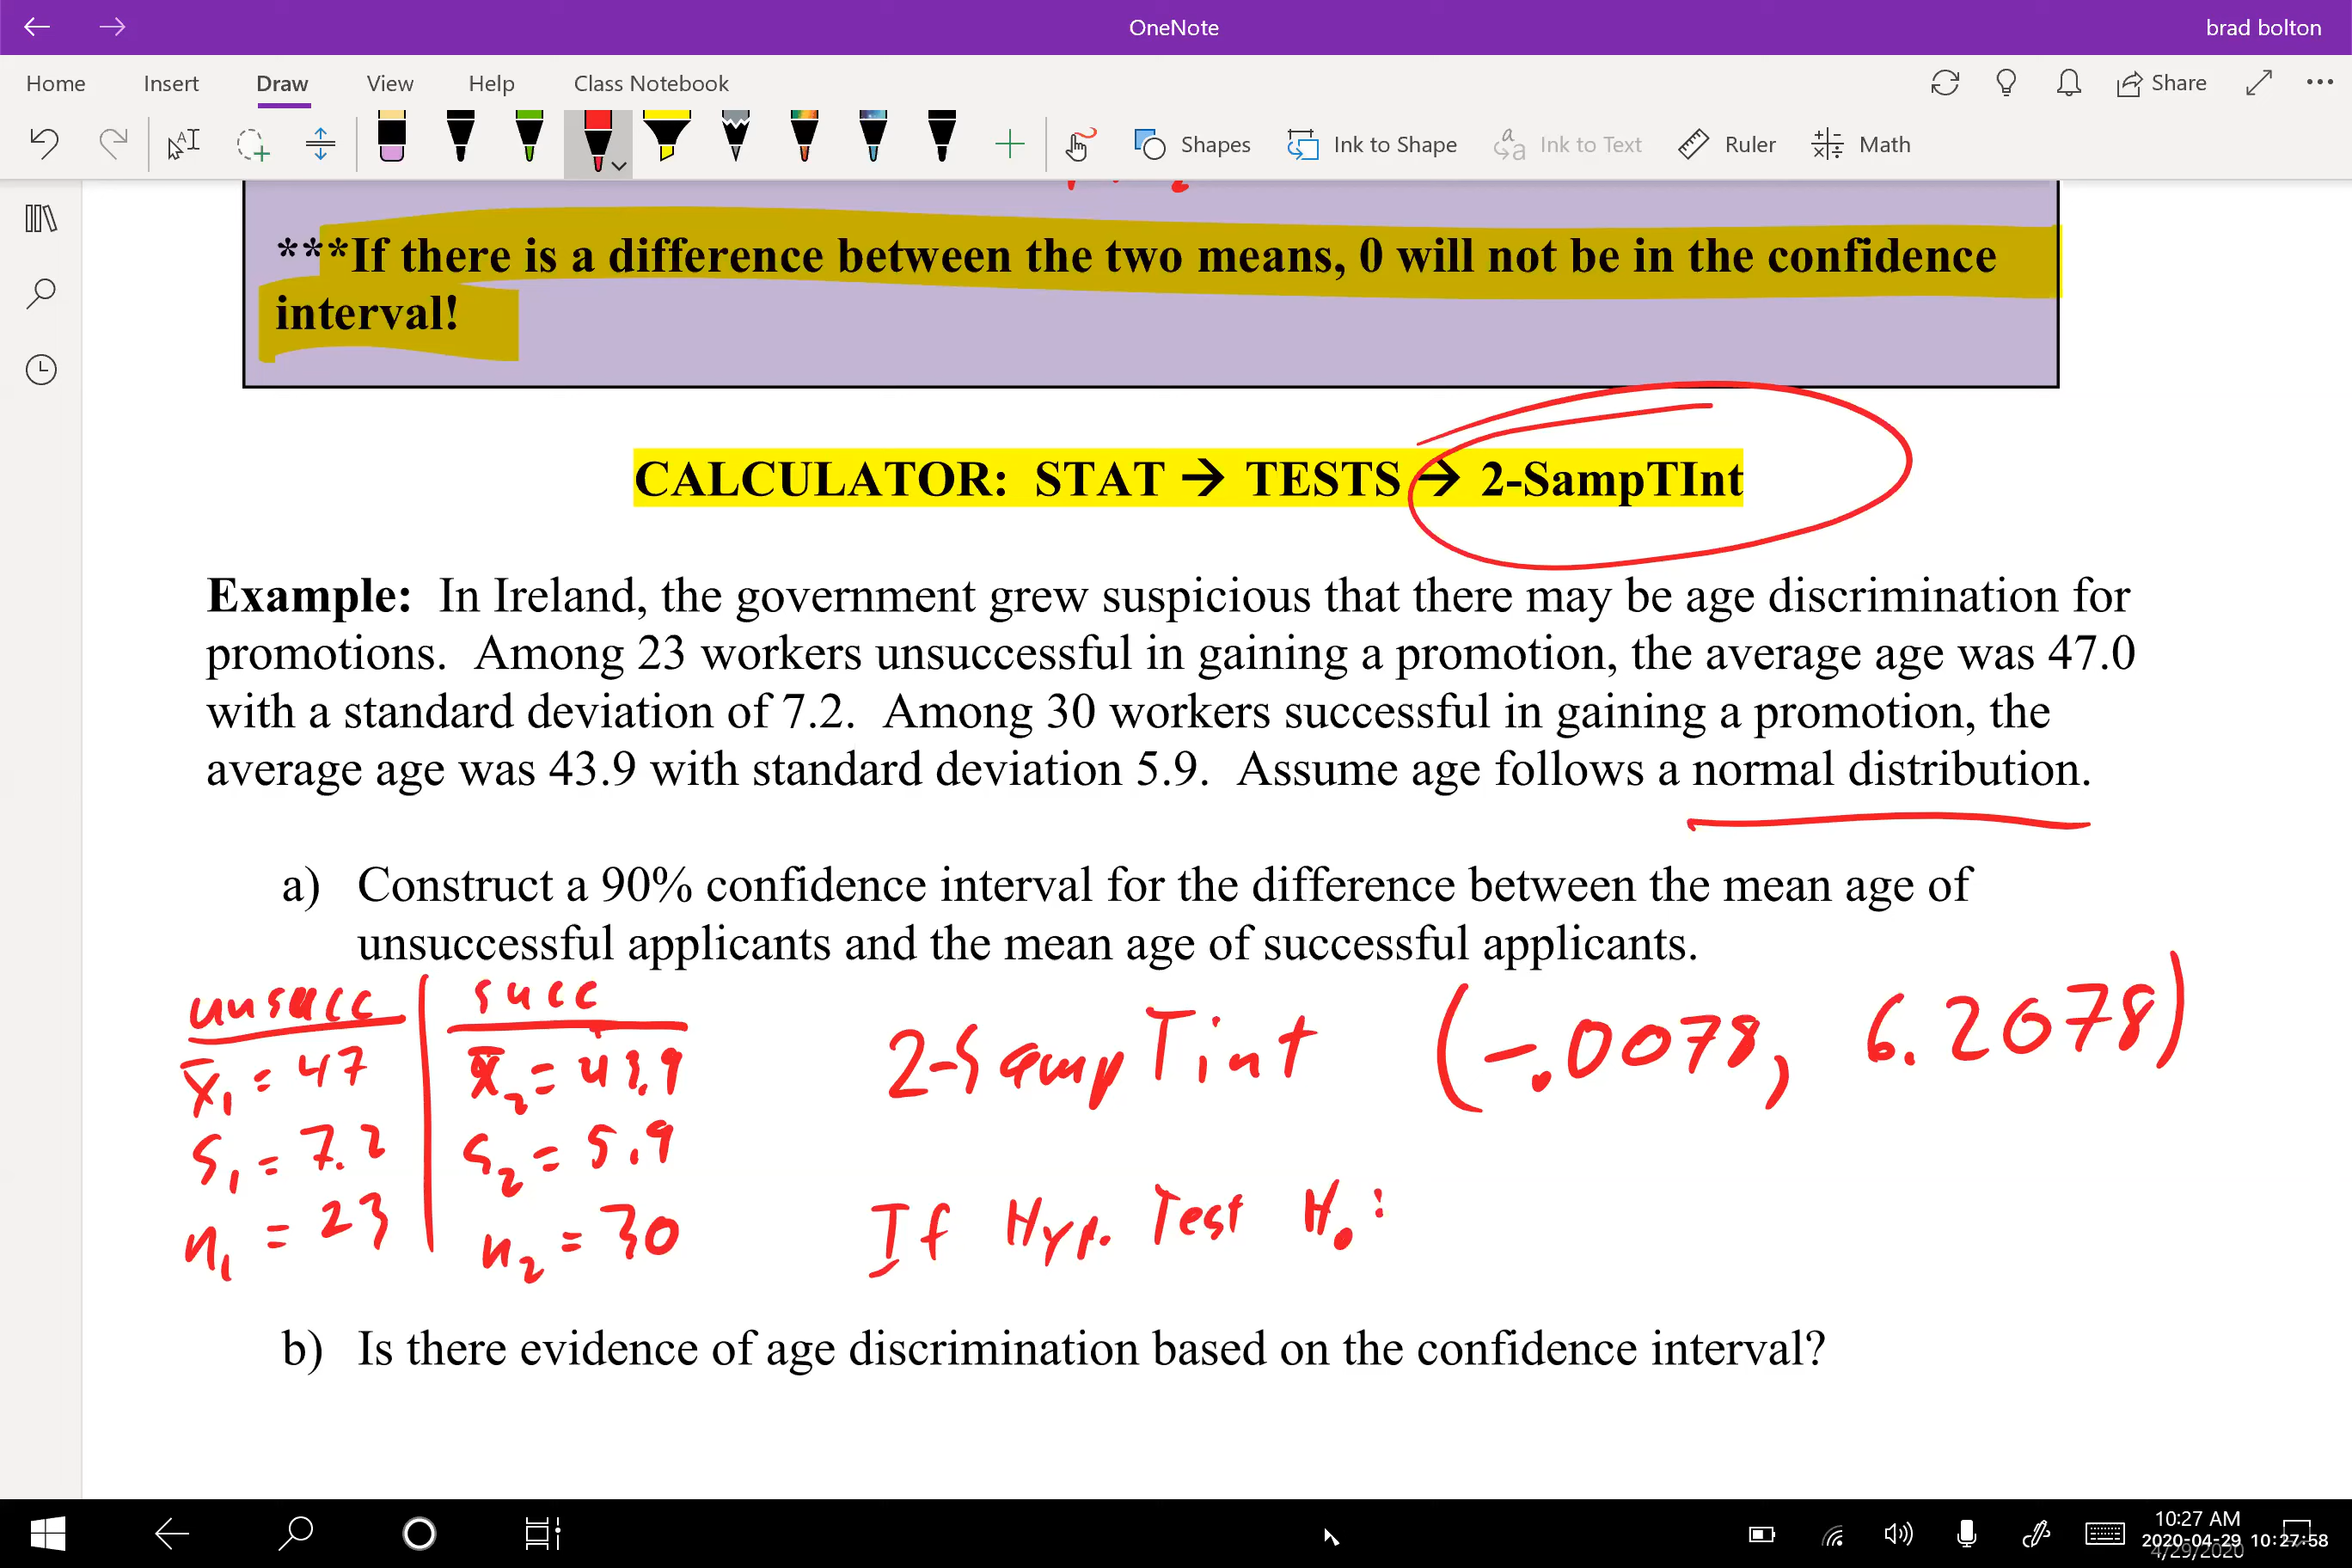 OneNote
brad bolton
Home Insert Draw View Help Class Notebook Share
Shapes Ink to Shape Ink to Text Ruler Math
***If there is a difference between the two means, 0 will not be in the confidence
interval!
CALCULATOR: STAT → TESTS → 2-SampTInt
Example: In Ireland, the government grew suspicious that there may be age discrimination for
promotions. Among 23 workers unsuccessful in gaining a promotion, the average age was 47.0
with a standard deviation of 7.2. Among 30 workers successful in gaining a promotion, the
average age was 43.9 with standard deviation 5.9. Assume age follows a normal distribution.
a) Construct a 90% confidence interval for the difference between the mean age of
unsuccessful applicants and the mean age of successful applicants.
unsucc succ
x̄₁ = 47 x̄₂ = 43.9 2-SampTint (-.0078, 6.2078)
s₁ = 7.2 s₂ = 5.9
n₁ = 23 n₂ = 30 If Hyp. Test H₀:
b) Is there evidence of age discrimination based on the confidence interval?
10:27 AM
2020-04-29 10:27:58
4/29/2020